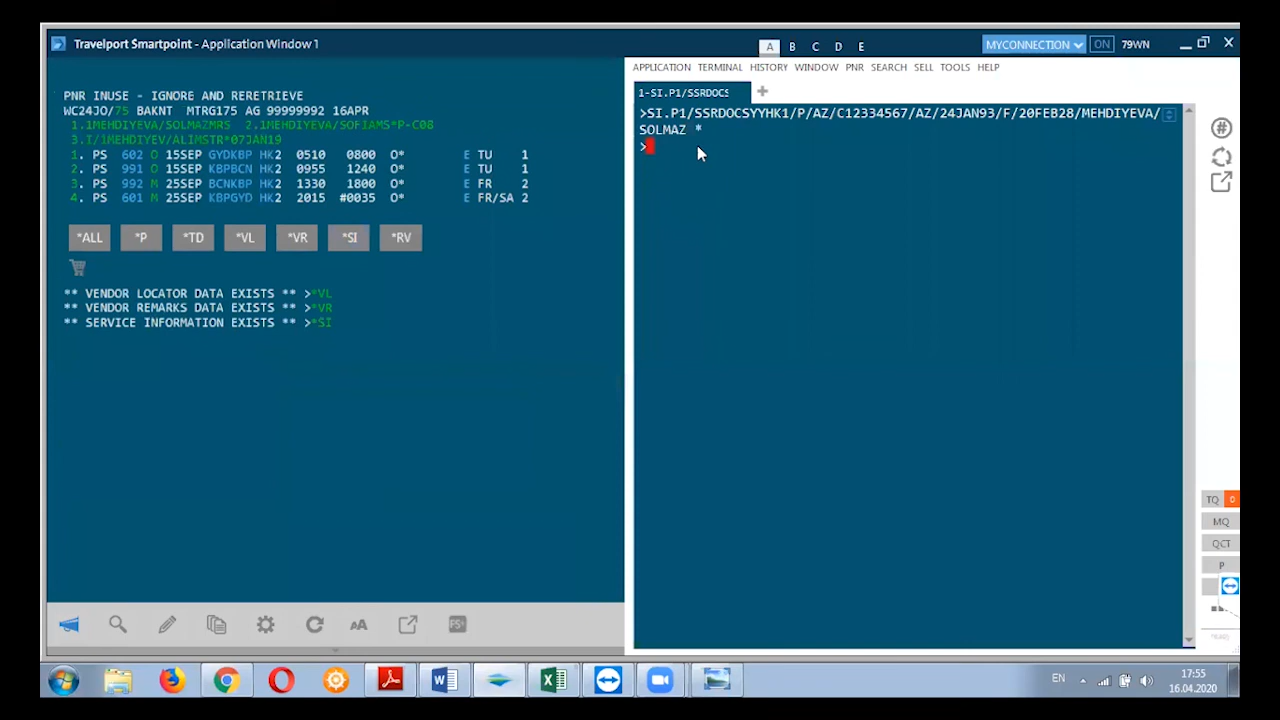 Travelport Smartpoint - Application Window 1
A B C D E
MYCONNECTION ON 79WN
APPLICATION TERMINAL HISTORY WINDOW PNR SEARCH SELL TOOLS HELP
PNR INUSE - IGNORE AND RERETRIEVE
WC24JO/75 BAKNT MTRG175 AG 99999992 16APR
1.1MEHDIYEVA/SOLMAZMRS 2.1MEHDIYEVA/SOFIAMS*P-C08
3.I/1MEHDIYEV/ALIMSTR*07JAN19
1. PS 602 O 15SEP GYDKBP HK2 0510 0800 O* E TU 1
2. PS 991 O 15SEP KBPBCN HK2 0955 1240 O* E TU 1
3. PS 992 M 25SEP BCNKBP HK2 1330 1800 O* E FR 2
4. PS 601 M 25SEP KBPGYD HK2 2015 #0035 O* E FR/SA 2
*ALL *P *TD *VL *VR *SI *RV
** VENDOR LOCATOR DATA EXISTS ** >*VL
** VENDOR REMARKS DATA EXISTS ** >*VR
** SERVICE INFORMATION EXISTS ** >*SI
1-SI.P1/SSRDOCS +
>SI.P1/SSRDOCSYYHK1/P/AZ/C12334567/AZ/24JAN93/F/20FEB28/MEHDIYEVA/
SOLMAZ *
>
#
TQ 0
MQ
QCT
P
AA
PS+
EN
17:55
16.04.2020